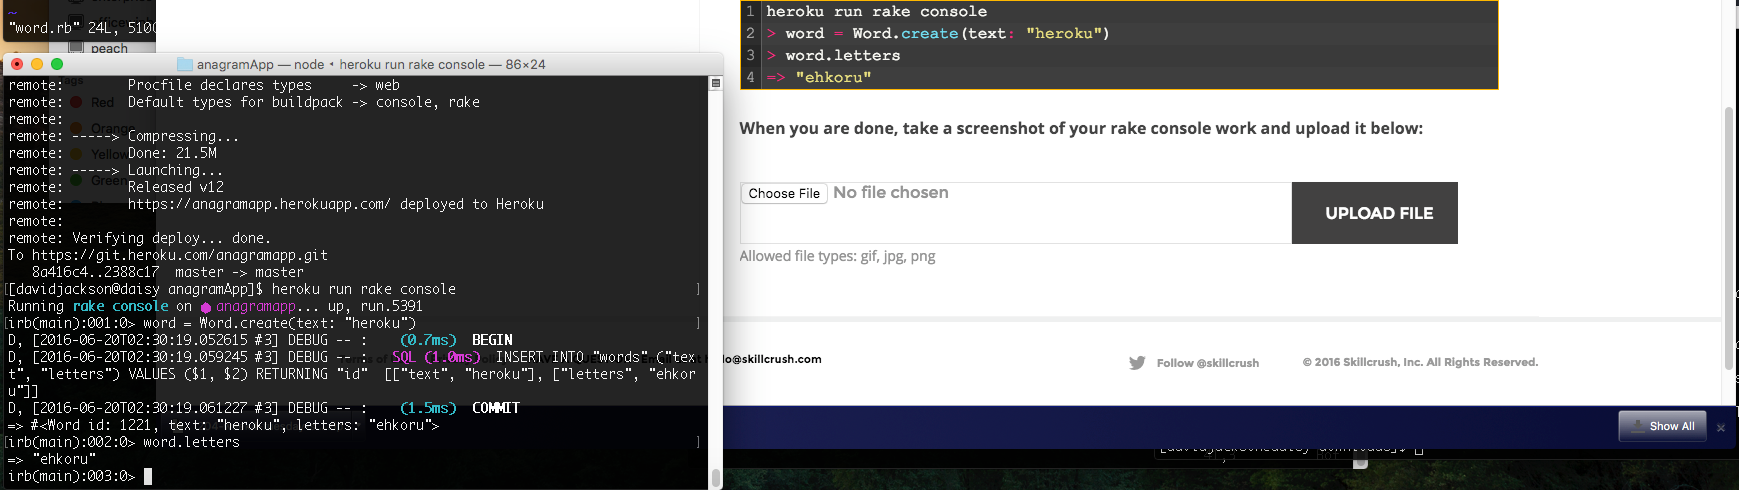 ~
"word.rb" 24L, 510C
peach
Red
Yellow
Green
anagramApp — node • heroku run rake console — 86×24
remote:        Procfile declares types     -> web
remote:        Default types for buildpack -> console, rake
remote:
remote: -----> Compressing...
remote:        Done: 21.5M
remote: -----> Launching...
remote:        Released v12
remote:        https://anagramapp.herokuapp.com/ deployed to Heroku
remote:
remote: Verifying deploy... done.
To https://git.heroku.com/anagramapp.git
   8a416c4..2388c17  master -> master
[[davidjackson@daisy anagramApp]$ heroku run rake console                              ]
Running rake console on ⬢ anagramapp... up, run.5391
[irb(main):001:0> word = Word.create(text: "heroku")                                   ]
D, [2016-06-20T02:30:19.052615 #3] DEBUG -- :    (0.7ms)  BEGIN
D, [2016-06-20T02:30:19.059245 #3] DEBUG -- :   SQL (1.0ms)  INSERT INTO "words" ("tex
t", "letters") VALUES ($1, $2) RETURNING "id"  [["text", "heroku"], ["letters", "ehkor
u"]]
D, [2016-06-20T02:30:19.061227 #3] DEBUG -- :    (1.5ms)  COMMIT
=> #<Word id: 1221, text: "heroku", letters: "ehkoru">
[irb(main):002:0> word.letters                                                         ]
=> "ehkoru"
irb(main):003:0>
1 heroku run rake console
2 > word = Word.create(text: "heroku")
3 > word.letters
4 => "ehkoru"
When you are done, take a screenshot of your rake console work and upload it below:
Choose File No file chosen
UPLOAD FILE
Allowed file types: gif, jpg, png
lo@skillcrush.com
Follow @skillcrush
© 2016 Skillcrush, Inc. All Rights Reserved.
Show All